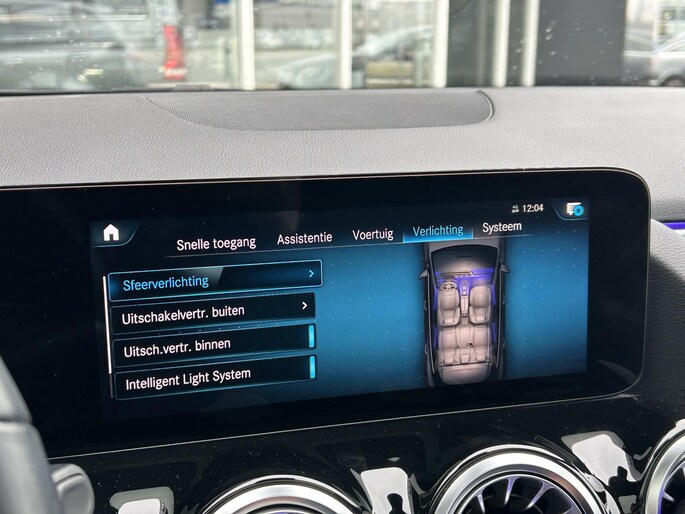 12:04
Snelle toegang Assistentie Voertuig Verlichting Systeem
Sfeerverlichting
Uitschakelvertr. buiten
Uitsch.vertr. binnen
Intelligent Light System